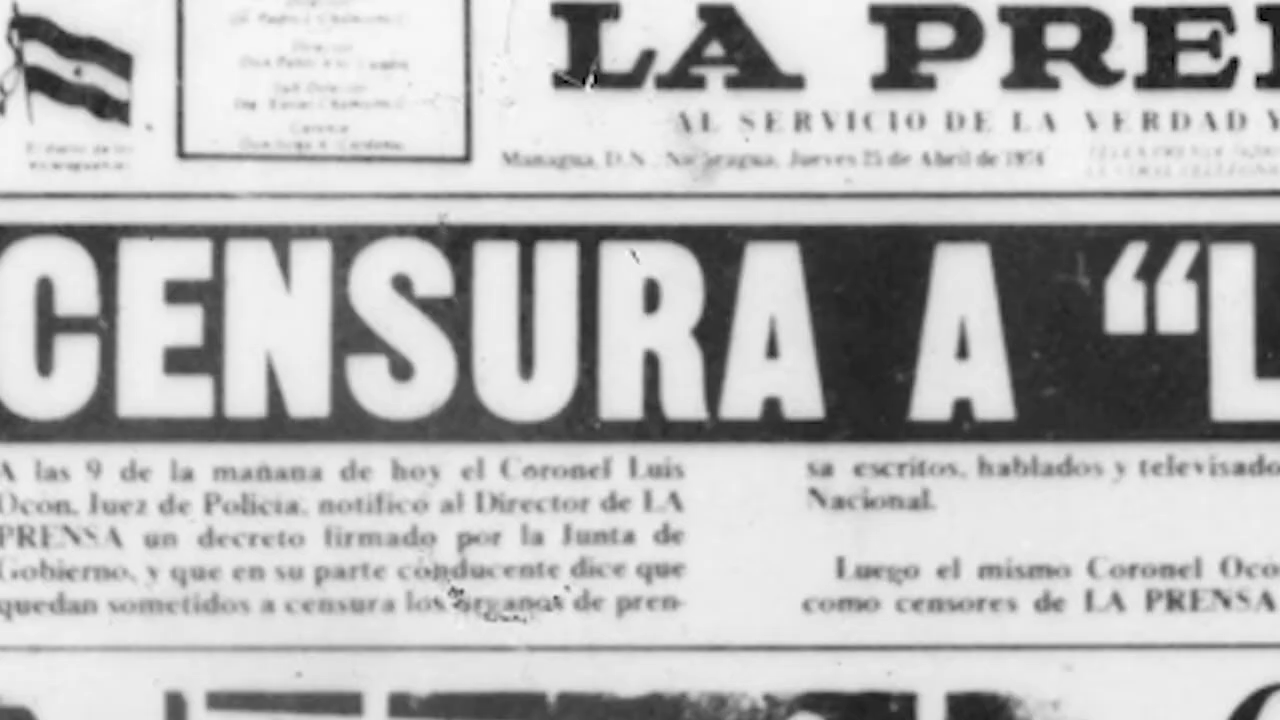 LA PRE
AL SERVICIO DE LA VERDAD Y
Managua, D.N. Nicaragua, Jueves 25 de Abril de 1974
CENSURA A “L
A las 9 de la mañana de hoy el Coronel Luis
Ocón, Juez de Policía, notificó al Director de LA
PRENSA un decreto firmado por la Junta de
Gobierno, y que en su parte conducente dice que
quedan sometidos a censura los órganos de pren-
sa escritos, hablados y televisado
Nacional.
Luego el mismo Coronel Oco
como censores de LA PRENSA